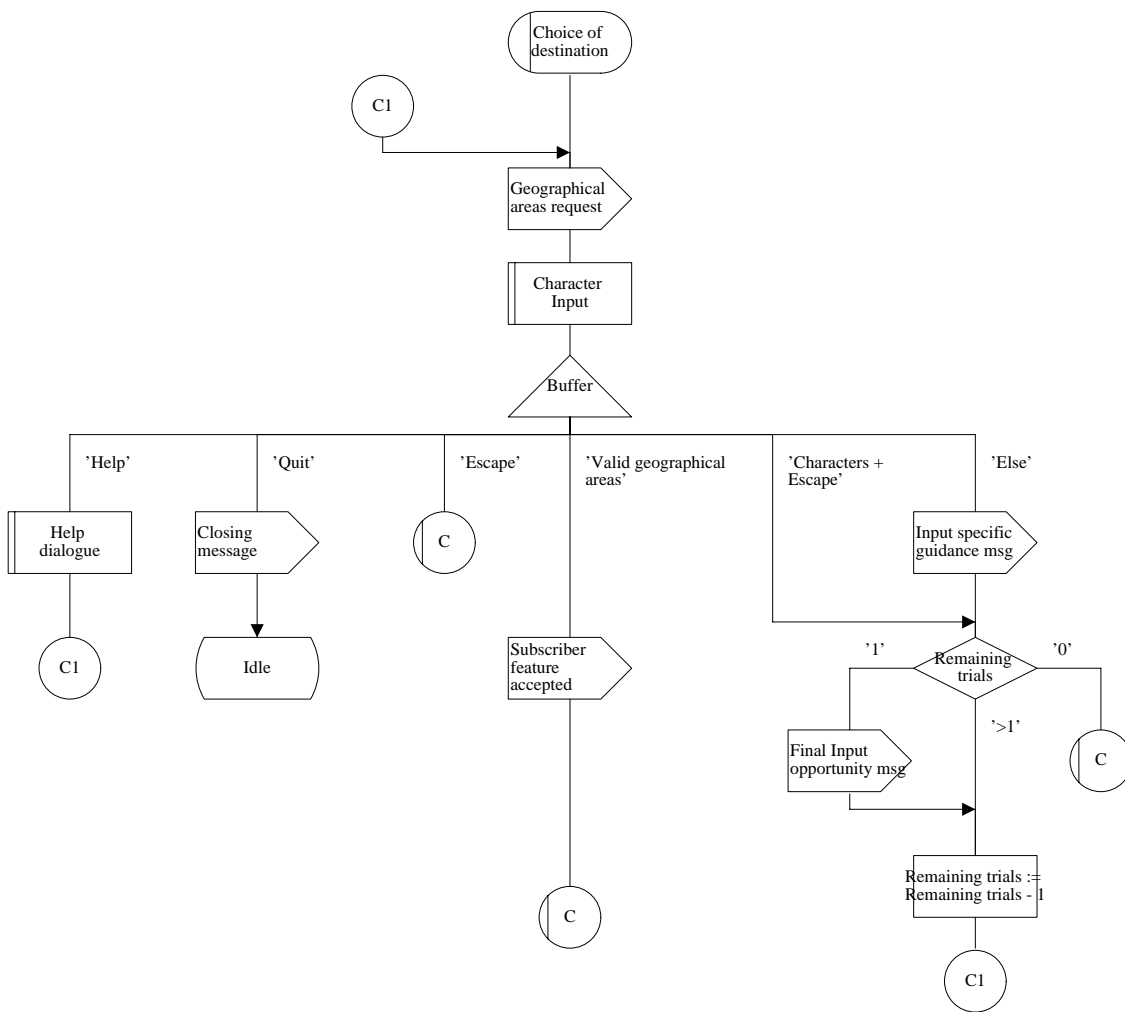 Choice of
destination
C1
Geographical
areas request
Character
Input
Buffer
’Help’
’Quit’
’Escape’
’Valid geographical
areas’
’Characters +
Escape’
’Else’
Help
dialogue
Closing
message
C
Input specific
guidance msg
C1
Idle
Subscriber
feature
accepted
’1’
Remaining
trials
’0’
’>1’
Final Input
opportunity msg
C
Remaining trials :=
Remaining trials - 1
C
C1